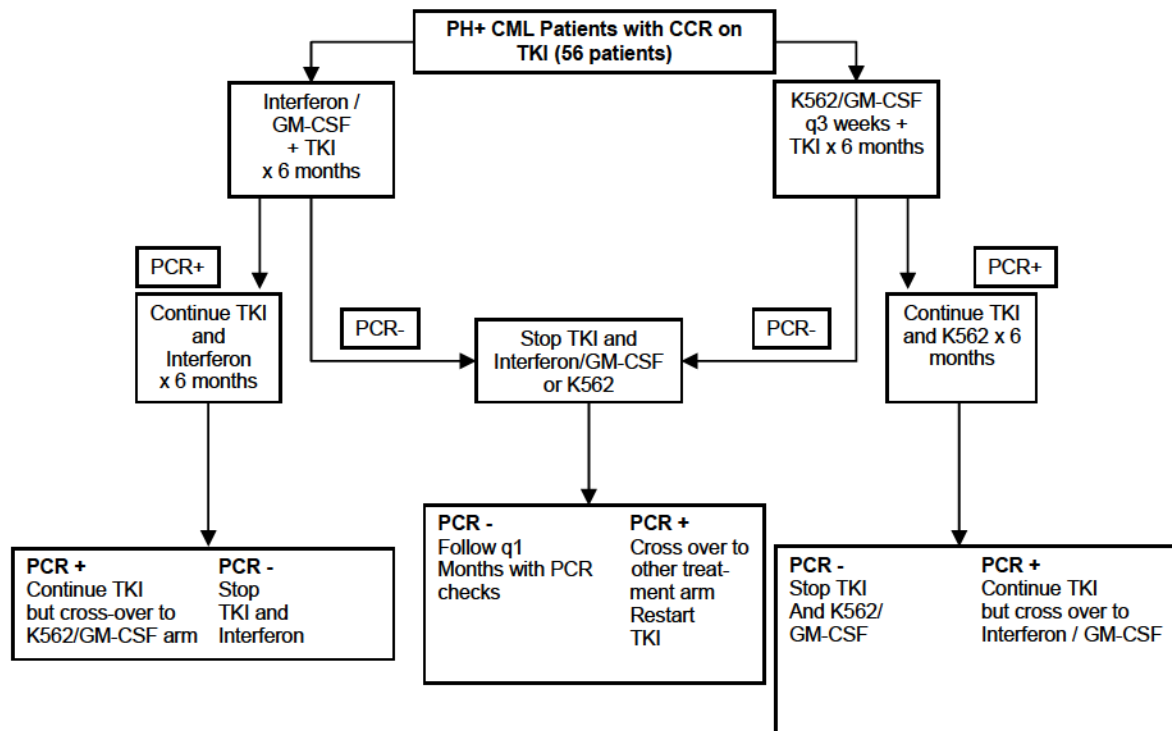 PH+ CML Patients with CCR on
TKI (56 patients)
Interferon /
GM-CSF
+ TKI
x 6 months
K562/GM-CSF
q3 weeks +
TKI x 6 months
PCR+
PCR+
Continue TKI
and
Interferon
x 6 months
PCR-
PCR-
Stop TKI and
Interferon/GM-CSF
or K562
Continue TKI
and K562 x 6
months
PCR +
Continue TKI
but cross-over to
K562/GM-CSF arm
PCR -
Stop
TKI and
Interferon
PCR -
Follow q1
Months with PCR
checks
PCR +
Cross over to
other treat-
ment arm
Restart
TKI
PCR -
Stop TKI
And K562/
GM-CSF
PCR +
Continue TKI
but cross over to
Interferon / GM-CSF